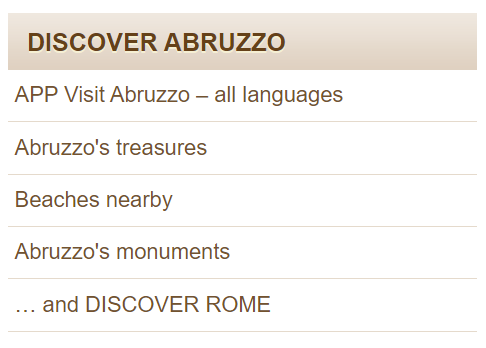 DISCOVER ABRUZZO
APP Visit Abruzzo – all languages
Abruzzo's treasures
Beaches nearby
Abruzzo's monuments
… and DISCOVER ROME